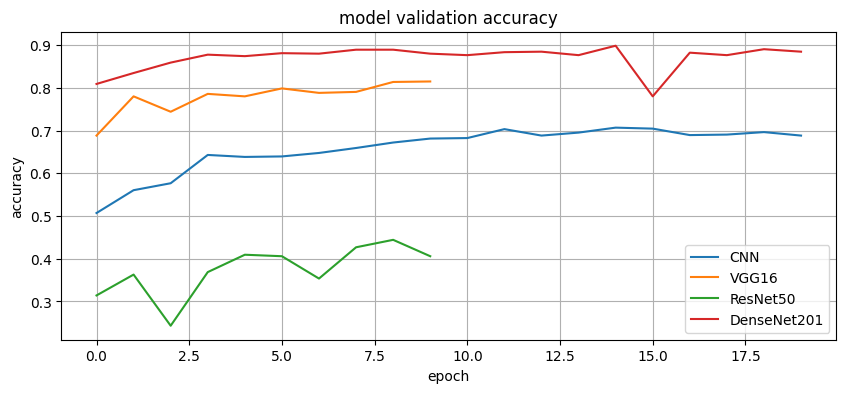 model validation accuracy
accuracy
0.9
0.8
0.7
0.6
0.5
0.4
0.3
CNN
VGG16
ResNet50
DenseNet201
0.0 2.5 5.0 7.5 10.0 12.5 15.0 17.5
epoch